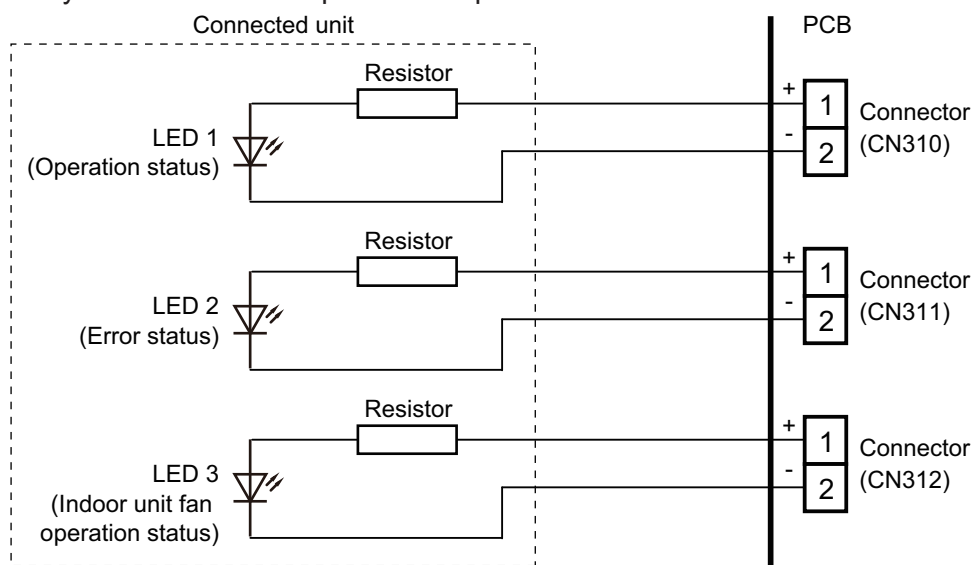 Connected unit
PCB
Resistor
LED 1
(Operation status)
+
1
-
2
Connector
(CN310)
Resistor
LED 2
(Error status)
+
1
-
2
Connector
(CN311)
Resistor
LED 3
(Indoor unit fan
operation status)
+
1
-
2
Connector
(CN312)